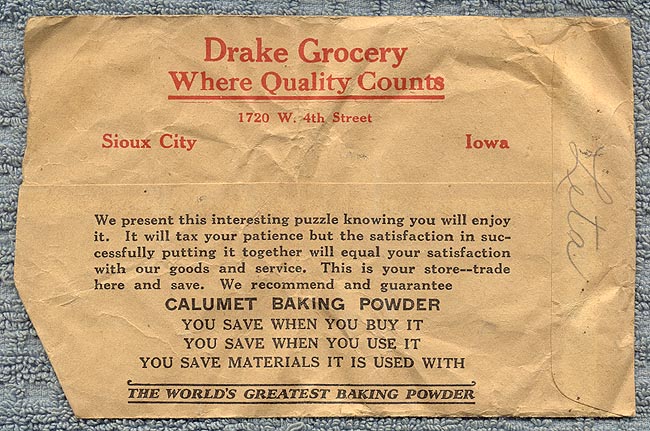 Drake Grocery
Where Quality Counts
1720 W. 4th Street
Sioux City Iowa
We present this interesting puzzle knowing you will enjoy
it. It will tax your patience but the satisfaction in suc-
cessfully putting it together will equal your satisfaction
with our goods and service. This is your store--trade
here and save. We recommend and guarantee
CALUMET BAKING POWDER
YOU SAVE WHEN YOU BUY IT
YOU SAVE WHEN YOU USE IT
YOU SAVE MATERIALS IT IS USED WITH
THE WORLD'S GREATEST BAKING POWDER
Leta